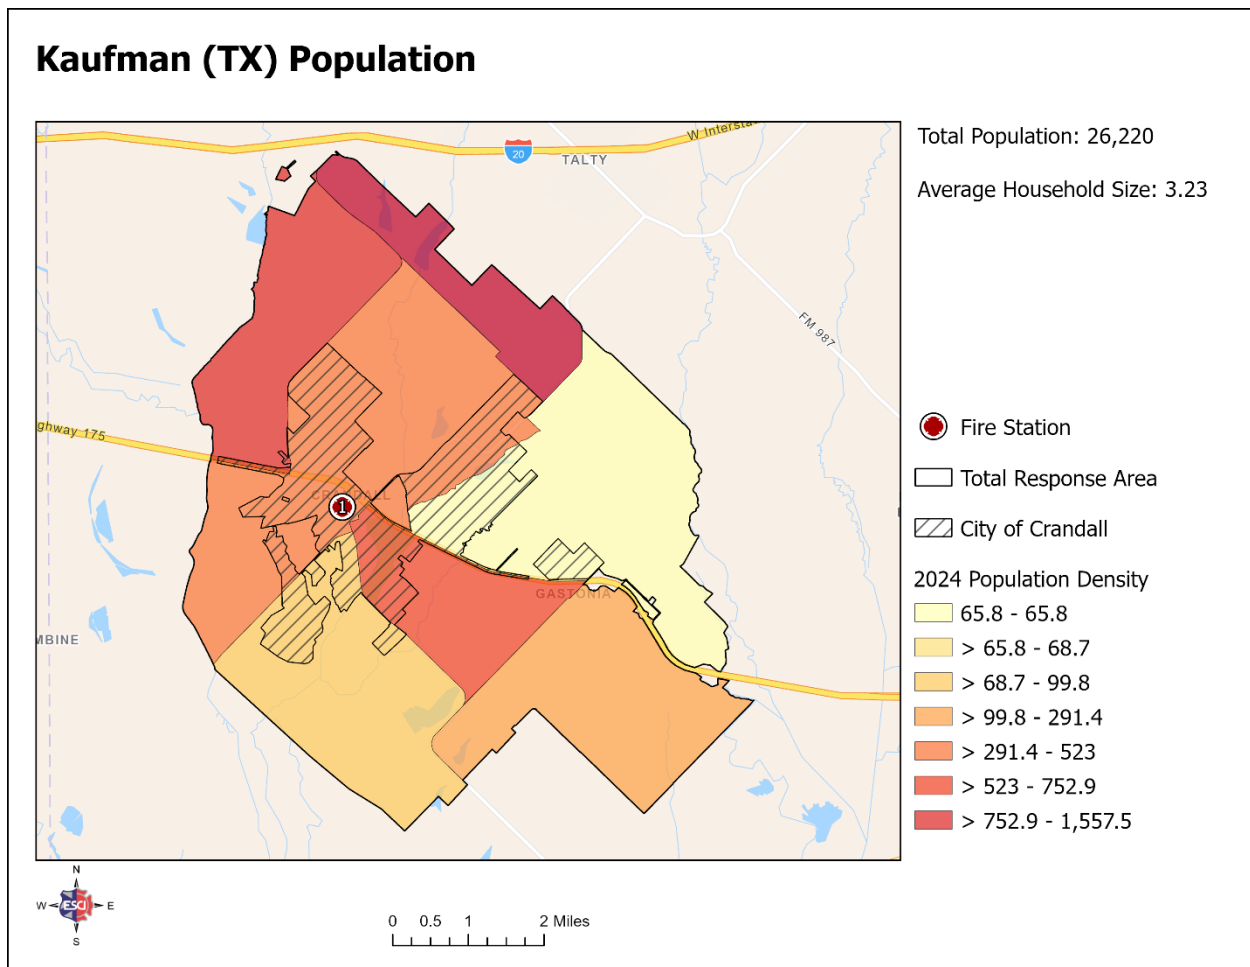 Kaufman (TX) Population
W Intersta
20
TALTY
FM 987
ghway 175
CRANDALL
1
GASTONIA
MBINE
Total Population: 26,220
Average Household Size: 3.23
Fire Station
Total Response Area
City of Crandall
2024 Population Density
65.8 - 65.8
> 65.8 - 68.7
> 68.7 - 99.8
> 99.8 - 291.4
> 291.4 - 523
> 523 - 752.9
> 752.9 - 1,557.5
N
W E
ESCI
S
0 0.5 1 2 Miles